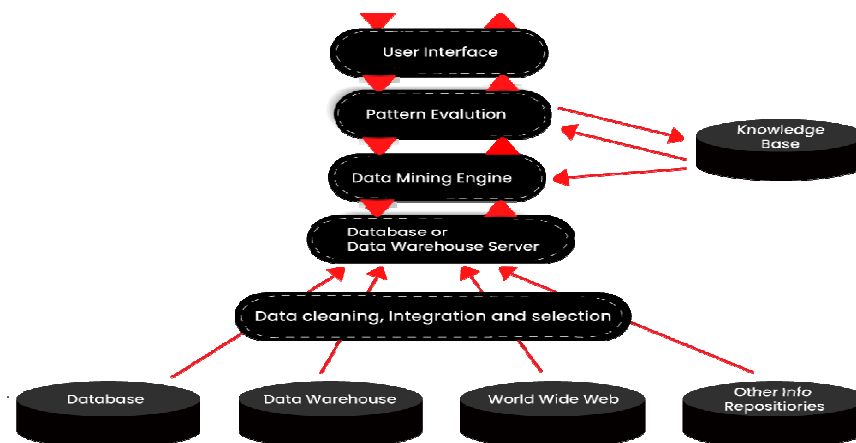 User Interface
Pattern Evalution
Knowledge
Base
Data Mining Engine
Database or
Data Warehouse Server
Data cleaning, Integration and selection
Database
Data Warehouse
World Wide Web
Other Info
Repositiories